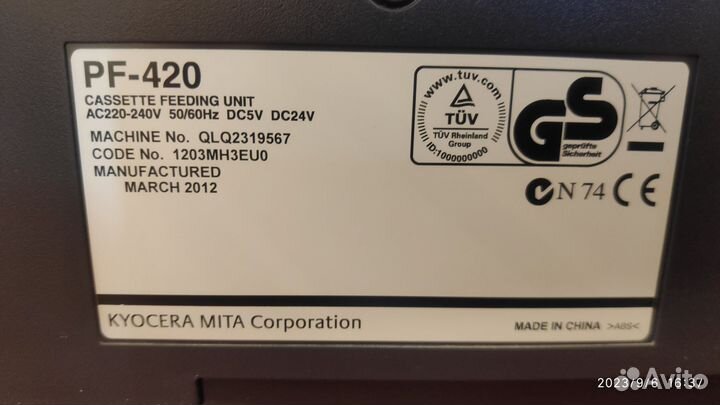 PF-420
CASSETTE FEEDING UNIT
AC220-240V 50/60Hz DC5V DC24V
MACHINE No. QLQ2319567
CODE No. 1203MH3EU0
MANUFACTURED
MARCH 2012
www.tuv.com
TÜV
TÜV Rheinland
Group
ID:1000000000
GS
geprüfte
Sicherheit
N 74 CE
KYOCERA MITA Corporation
MADE IN CHINA >ABS<
2023/9/6 16:37
Avito